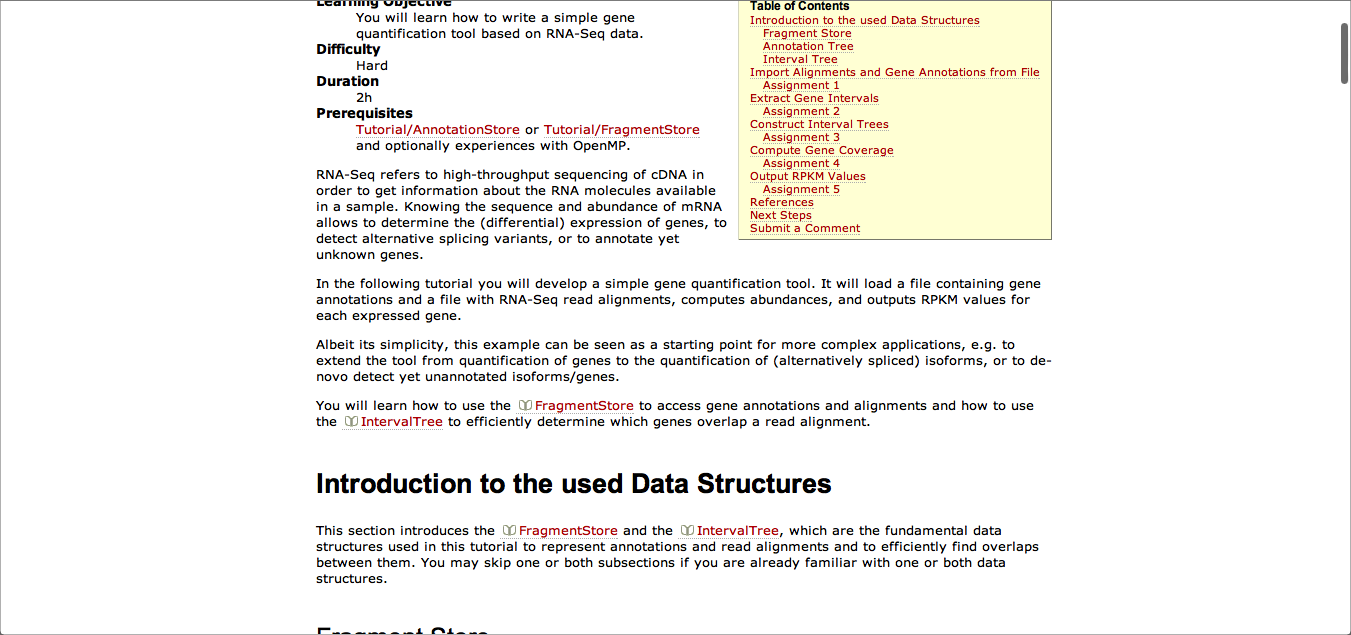 Learning Objective
You will learn how to write a simple gene
quantification tool based on RNA-Seq data.
Difficulty
Hard
Duration
2h
Prerequisites
Tutorial/AnnotationStore or Tutorial/FragmentStore
and optionally experiences with OpenMP.
Table of Contents
Introduction to the used Data Structures
Fragment Store
Annotation Tree
Interval Tree
Import Alignments and Gene Annotations from File
Assignment 1
Extract Gene Intervals
Assignment 2
Construct Interval Trees
Assignment 3
Compute Gene Coverage
Assignment 4
Output RPKM Values
Assignment 5
References
Next Steps
Submit a Comment
RNA-Seq refers to high-throughput sequencing of cDNA in
order to get information about the RNA molecules available
in a sample. Knowing the sequence and abundance of mRNA
allows to determine the (differential) expression of genes, to
detect alternative splicing variants, or to annotate yet
unknown genes.
In the following tutorial you will develop a simple gene quantification tool. It will load a file containing gene
annotations and a file with RNA-Seq read alignments, computes abundances, and outputs RPKM values for
each expressed gene.
Albeit its simplicity, this example can be seen as a starting point for more complex applications, e.g. to
extend the tool from quantification of genes to the quantification of (alternatively spliced) isoforms, or to de-
novo detect yet unannotated isoforms/genes.
You will learn how to use the FragmentStore to access gene annotations and alignments and how to use
the IntervalTree to efficiently determine which genes overlap a read alignment.
Introduction to the used Data Structures
This section introduces the FragmentStore and the IntervalTree, which are the fundamental data
structures used in this tutorial to represent annotations and read alignments and to efficiently find overlaps
between them. You may skip one or both subsections if you are already familiar with one or both data
structures.
Fragment Store